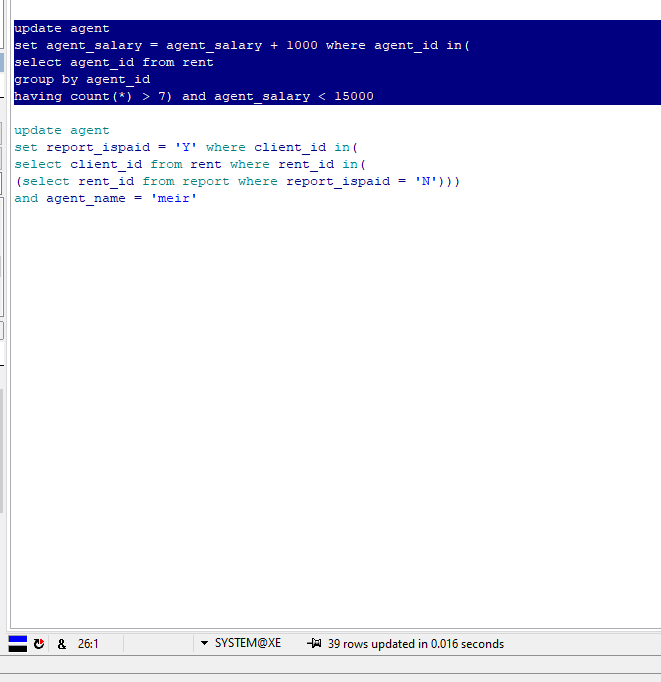 update agent
set agent_salary = agent_salary + 1000 where agent_id in(
select agent_id from rent
group by agent_id
having count(*) > 7) and agent_salary < 15000
update agent
set report_ispaid = 'Y' where client_id in(
select client_id from rent where rent_id in(
(select rent_id from report where report_ispaid = 'N')))
and agent_name = 'meir'
& 26:1 SYSTEM@XE 39 rows updated in 0.016 seconds